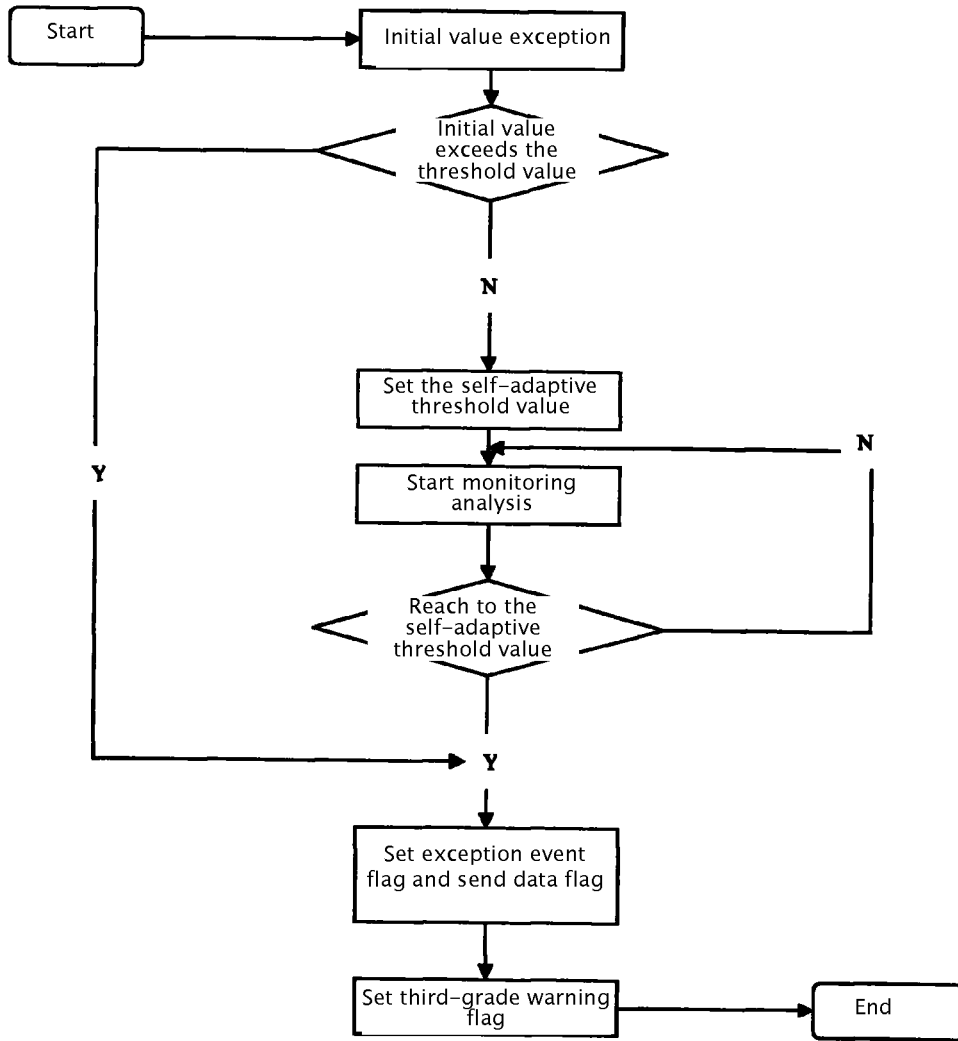 Start
Initial value exception
Initial value
exceeds the
threshold value
N
Set the self-adaptive
threshold value
N
Y
Start monitoring
analysis
Reach to the
self-adaptive
threshold value
Y
Set exception event
flag and send data flag
Set third-grade warning
flag
End